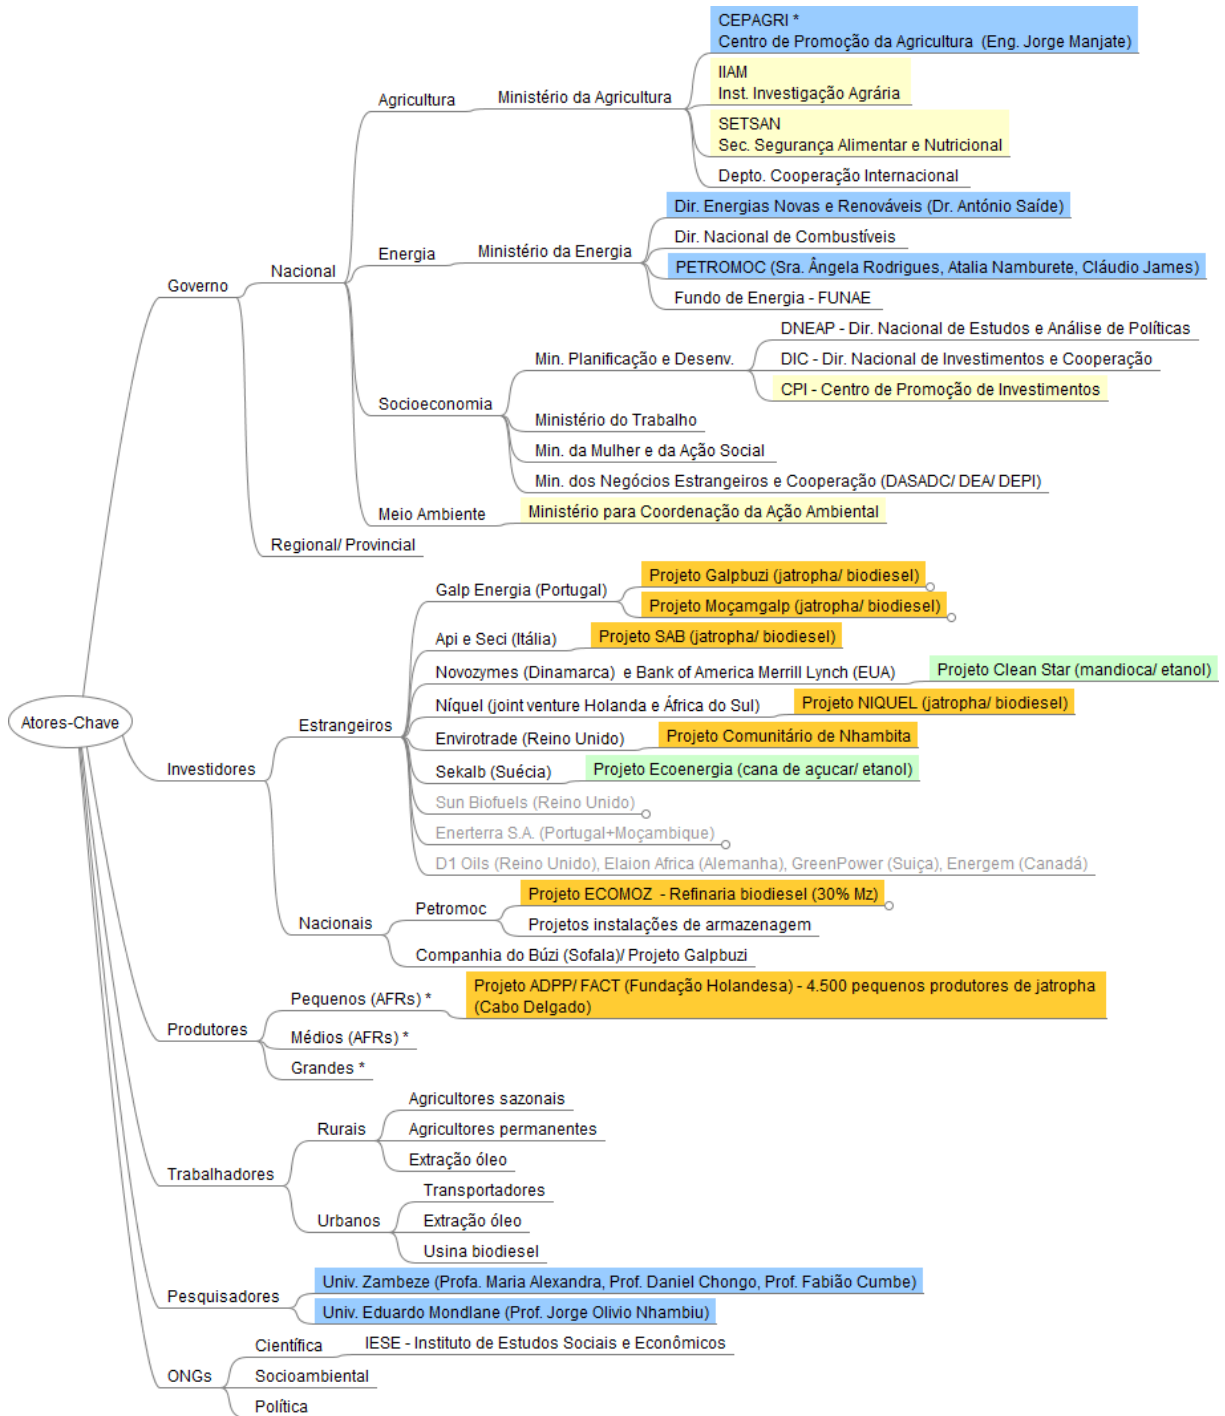 Atores-Chave
Governo
Nacional
Agricultura
Ministério da Agricultura
CEPAGRI *
Centro de Promoção da Agricultura  (Eng. Jorge Manjate)
IIAM
Inst. Investigação Agrária
SETSAN
Sec. Segurança Alimentar e Nutricional
Depto. Cooperação Internacional
Energia
Ministério da Energia
Dir. Energias Novas e Renováveis (Dr. António Saíde)
Dir. Nacional de Combustíveis
PETROMOC (Sra. Ângela Rodrigues, Atalia Namburete, Cláudio James)
Fundo de Energia - FUNAE
Socioeconomia
Min. Planificação e Desenv.
DNEAP - Dir. Nacional de Estudos e Análise de Políticas
DIC - Dir. Nacional de Investimentos e Cooperação
CPI - Centro de Promoção de Investimentos
Ministério do Trabalho
Min. da Mulher e da Ação Social
Min. dos Negócios Estrangeiros e Cooperação (DASADC/ DEA/ DEPI)
Meio Ambiente
Ministério para Coordenação da Ação Ambiental
Regional/ Provincial
Investidores
Estrangeiros
Galp Energia (Portugal)
Projeto Galpbuzi (jatropha/ biodiesel)
Projeto Moçamgalp (jatropha/ biodiesel)
Api e Seci (Itália)
Projeto SAB (jatropha/ biodiesel)
Novozymes (Dinamarca)  e Bank of America Merrill Lynch (EUA)
Projeto Clean Star (mandioca/ etanol)
Níquel (joint venture Holanda e África do Sul)
Projeto NIQUEL (jatropha/ biodiesel)
Envirotrade (Reino Unido)
Projeto Comunitário de Nhambita
Sekalb (Suécia)
Projeto Ecoenergia (cana de açucar/ etanol)
Sun Biofuels (Reino Unido)
Enerterra S.A. (Portugal+Moçambique)
D1 Oils (Reino Unido), Elaion Africa (Alemanha), GreenPower (Suiça), Energem (Canadá)
Nacionais
Petromoc
Projeto ECOMOZ  - Refinaria biodiesel (30% Mz)
Projetos instalações de armazenagem
Companhia do Búzi (Sofala)/ Projeto Galpbuzi
Produtores
Pequenos (AFRs) *
Projeto ADPP/ FACT (Fundação Holandesa) - 4.500 pequenos produtores de jatropha
(Cabo Delgado)
Médios (AFRs) *
Grandes *
Trabalhadores
Rurais
Agricultores sazonais
Agricultores permanentes
Extração óleo
Urbanos
Transportadores
Extração óleo
Usina biodiesel
Pesquisadores
Univ. Zambeze (Profa. Maria Alexandra, Prof. Daniel Chongo, Prof. Fabião Cumbe)
Univ. Eduardo Mondlane (Prof. Jorge Olivio Nhambiu)
ONGs
Científica
IESE - Instituto de Estudos Sociais e Econômicos
Socioambiental
Política